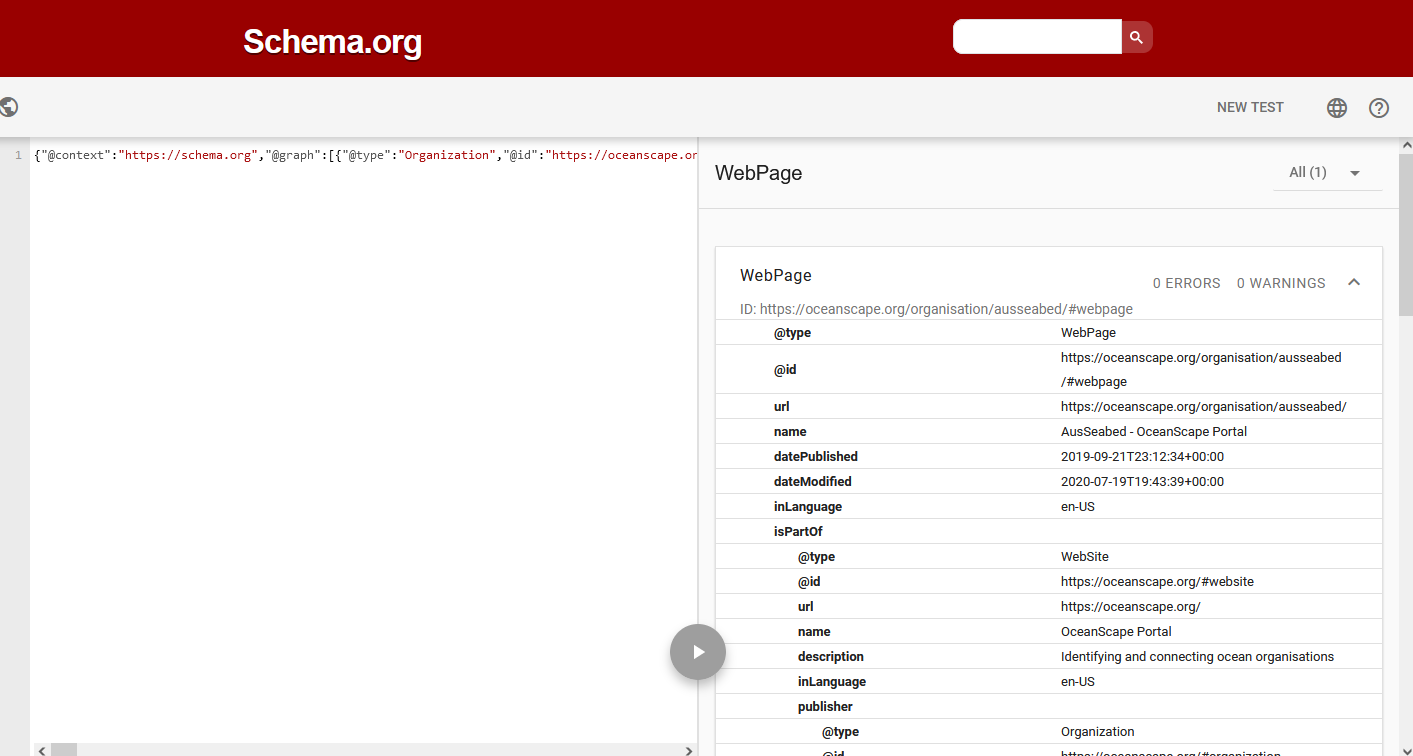 Schema.org
NEW TEST
1 {"@context":"https://schema.org","@graph":[{"@type":"Organization","@id":"https://oceanscape.or
WebPage
All (1)
WebPage
0 ERRORS 0 WARNINGS
ID: https://oceanscape.org/organisation/ausseabed/#webpage
@type WebPage
@id https://oceanscape.org/organisation/ausseabed
/#webpage
url https://oceanscape.org/organisation/ausseabed/
name AusSeabed - OceanScape Portal
datePublished 2019-09-21T23:12:34+00:00
dateModified 2020-07-19T19:43:39+00:00
inLanguage en-US
isPartOf
@type WebSite
@id https://oceanscape.org/#website
url https://oceanscape.org/
name OceanScape Portal
description Identifying and connecting ocean organisations
inLanguage en-US
publisher
@type Organization
@id https://oceanscape.org/#organization